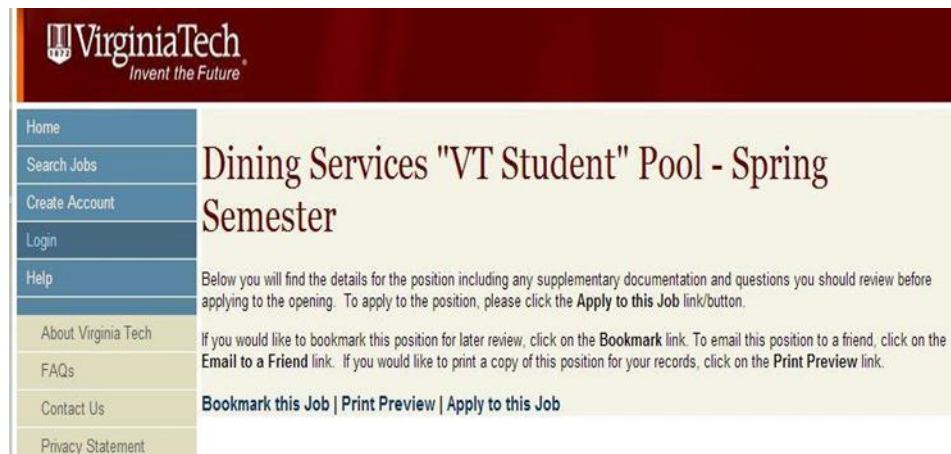 VirginiaTech
1872
Invent the Future®
Home
Search Jobs
Create Account
Login
Help
About Virginia Tech
FAQs
Contact Us
Privacy Statement
Dining Services "VT Student" Pool - Spring
Semester
Below you will find the details for the position including any supplementary documentation and questions you should review before
applying to the opening. To apply to the position, please click the Apply to this Job link/button.
If you would like to bookmark this position for later review, click on the Bookmark link. To email this position to a friend, click on the
Email to a Friend link. If you would like to print a copy of this position for your records, click on the Print Preview link.
Bookmark this Job | Print Preview | Apply to this Job